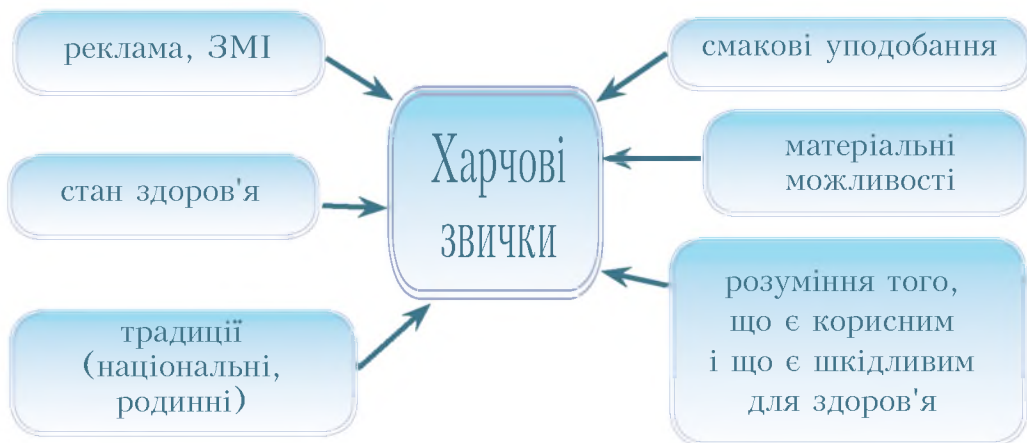 реклама, ЗМІ
смакові уподобання
Харчові
звички
матеріальні
можливості
стан здоров'я
традиції
(національні,
родинні)
розуміння того,
що є корисним
і що є шкідливим
для здоров'я